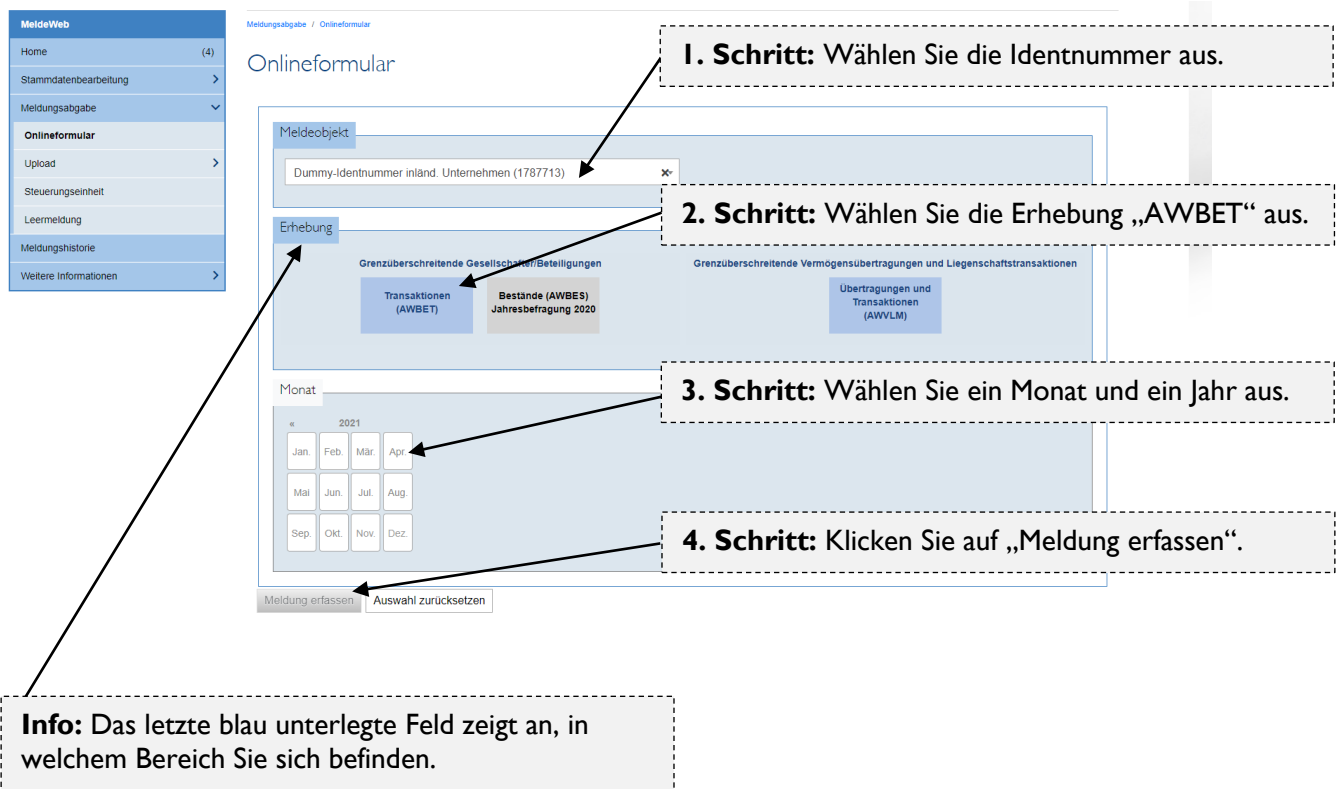 MeldeWeb
Home (4)
Stammdatenbearbeitung
Meldungsabgabe
Onlineformular
Upload
Steuerungseinheit
Leermeldung
Meldungshistorie
Weitere Informationen
Meldungsabgabe / Onlineformular
Onlineformular
1. Schritt: Wählen Sie die Identnummer aus.
Meldeobjekt
Dummy-Identnummer inländ. Unternehmen (1787713)
2. Schritt: Wählen Sie die Erhebung „AWBET“ aus.
Erhebung
Grenzüberschreitende Gesellschafter/Beteiligungen
Transaktionen
(AWBET)
Bestände (AWBES)
Jahresbefragung 2020
Grenzüberschreitende Vermögensübertragungen und Liegenschaftstransaktionen
Übertragungen und
Transaktionen
(AWVLM)
3. Schritt: Wählen Sie ein Monat und ein Jahr aus.
Monat
« 2021
Jan. Feb. Mär. Apr.
Mai Jun. Jul. Aug.
Sep. Okt. Nov. Dez.
4. Schritt: Klicken Sie auf „Meldung erfassen“.
Meldung erfassen Auswahl zurücksetzen
Info: Das letzte blau unterlegte Feld zeigt an, in
welchem Bereich Sie sich befinden.